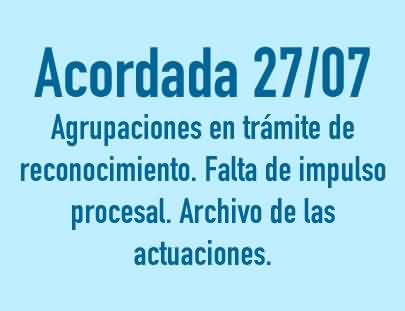 Acordada 27/07
Agrupaciones en trámite de
reconocimiento. Falta de impulso
procesal. Archivo de las
actuaciones.